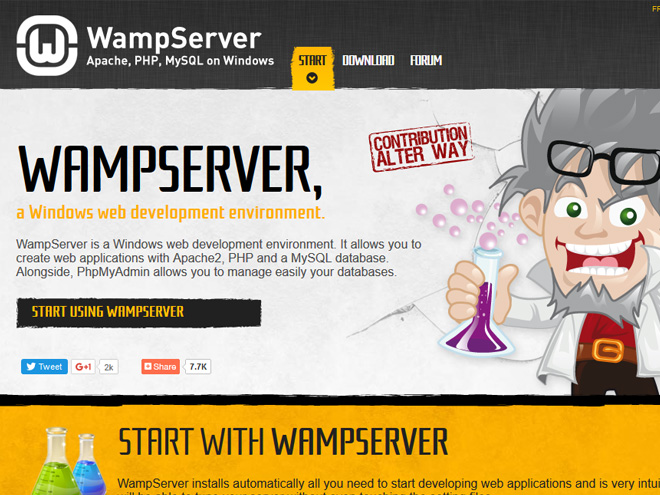 FR
WampServer
Apache, PHP, MySQL on Windows
START
DOWNLOAD
FORUM
CONTRIBUTION
ALTER WAY
WAMPSERVER,
a Windows web development environment.
WampServer is a Windows web development environment. It allows you to
create web applications with Apache2, PHP and a MySQL database.
Alongside, PhpMyAdmin allows you to manage easily your databases.
START USING WAMPSERVER
Tweet
G+1
2k
Share
7.7K
START WITH WAMPSERVER
WampServer installs automatically all you need to start developing web applications and is very intui